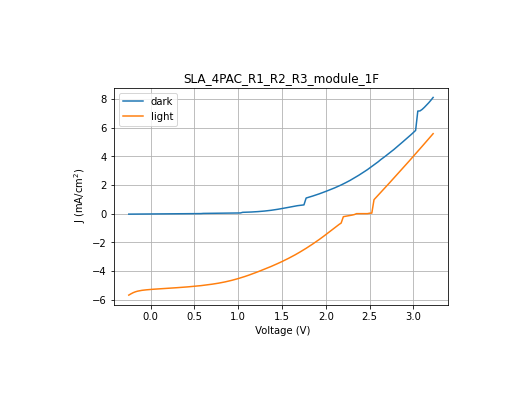 SLA_4PAC_R1_R2_R3_module_1F
dark
light
8
6
4
2
0
−2
−4
−6
J (mA/cm²)
0.0 0.5 1.0 1.5 2.0 2.5 3.0
Voltage (V)